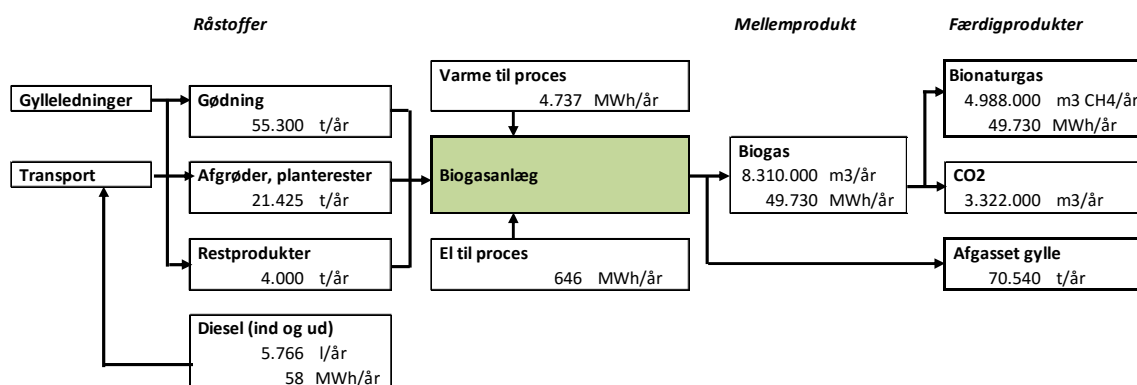 Råstoffer
Mellemprodukt
Færdigprodukter
Gylleledninger
Transport
Gødning
55.300 t/år
Afgrøder, planterester
21.425 t/år
Restprodukter
4.000 t/år
Diesel (ind og ud)
5.766 l/år
58 MWh/år
Varme til proces
4.737 MWh/år
Biogasanlæg
El til proces
646 MWh/år
Biogas
8.310.000 m3/år
49.730 MWh/år
Bionaturgas
4.988.000 m3 CH4/år
49.730 MWh/år
CO2
3.322.000 m3/år
Afgasset gylle
70.540 t/år